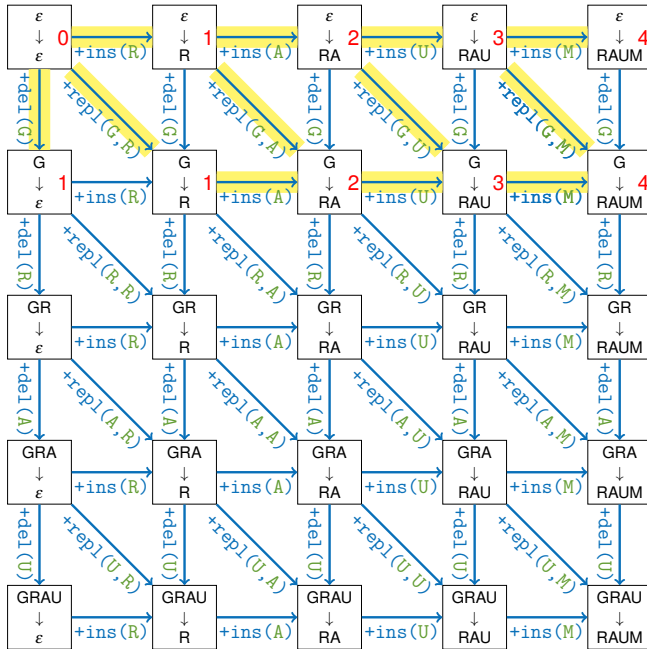 ε ε ε ε ε
↓ 0 ↓ 1 ↓ 2 ↓ 3 ↓ 4
ε +ins(R) R +ins(A) RA +ins(U) RAU +ins(M) RAUM
+del(G) +repl(G,R) +del(G) +repl(G,A) +del(G) +repl(G,U) +del(G) +repl(G,M) +del(G)
G G G G G
↓ 1 ↓ 1 ↓ 2 ↓ 3 ↓ 4
ε +ins(R) R +ins(A) RA +ins(U) RAU +ins(M) RAUM
+del(R) +repl(R,R) +del(R) +repl(R,A) +del(R) +repl(R,U) +del(R) +repl(R,M) +del(R)
GR GR GR GR GR
↓ ↓ ↓ ↓ ↓
ε +ins(R) R +ins(A) RA +ins(U) RAU +ins(M) RAUM
+del(A) +repl(A,R) +del(A) +repl(A,A) +del(A) +repl(A,U) +del(A) +repl(A,M) +del(A)
GRA GRA GRA GRA GRA
↓ ↓ ↓ ↓ ↓
ε +ins(R) R +ins(A) RA +ins(U) RAU +ins(M) RAUM
+del(U) +repl(U,R) +del(U) +repl(U,A) +del(U) +repl(U,U) +del(U) +repl(U,M) +del(U)
GRAU GRAU GRAU GRAU GRAU
↓ ↓ ↓ ↓ ↓
ε +ins(R) R +ins(A) RA +ins(U) RAU +ins(M) RAUM